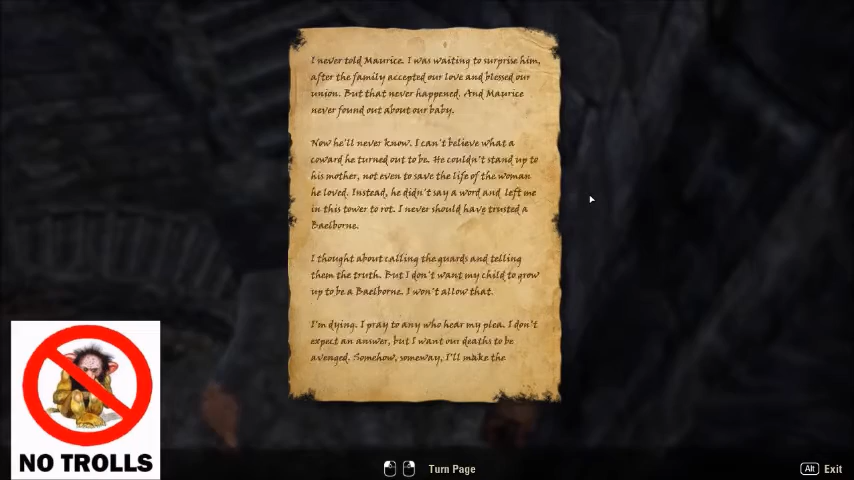 I never told Maurice. I was waiting to surprise him,
after the family accepted our love and blessed our
union. But that never happened. And Maurice
never found out about our baby.
Now he'll never know. I can't believe what a
coward he turned out to be. He couldn't stand up to
his mother, not even to save the life of the woman
he loved. Instead, he didn't say a word and left me
in this tower to rot. I never should have trusted a
Baelborne.
I thought about calling the guards and telling
them the truth. But I don't want my child to grow
up to be a Baelborne. I won't allow that.
I'm dying. I pray to any who hear my plea. I don't
expect an answer, but I want our deaths to be
avenged. Somehow, someway, I'll make the
NO TROLLS
Turn Page
Alt Exit